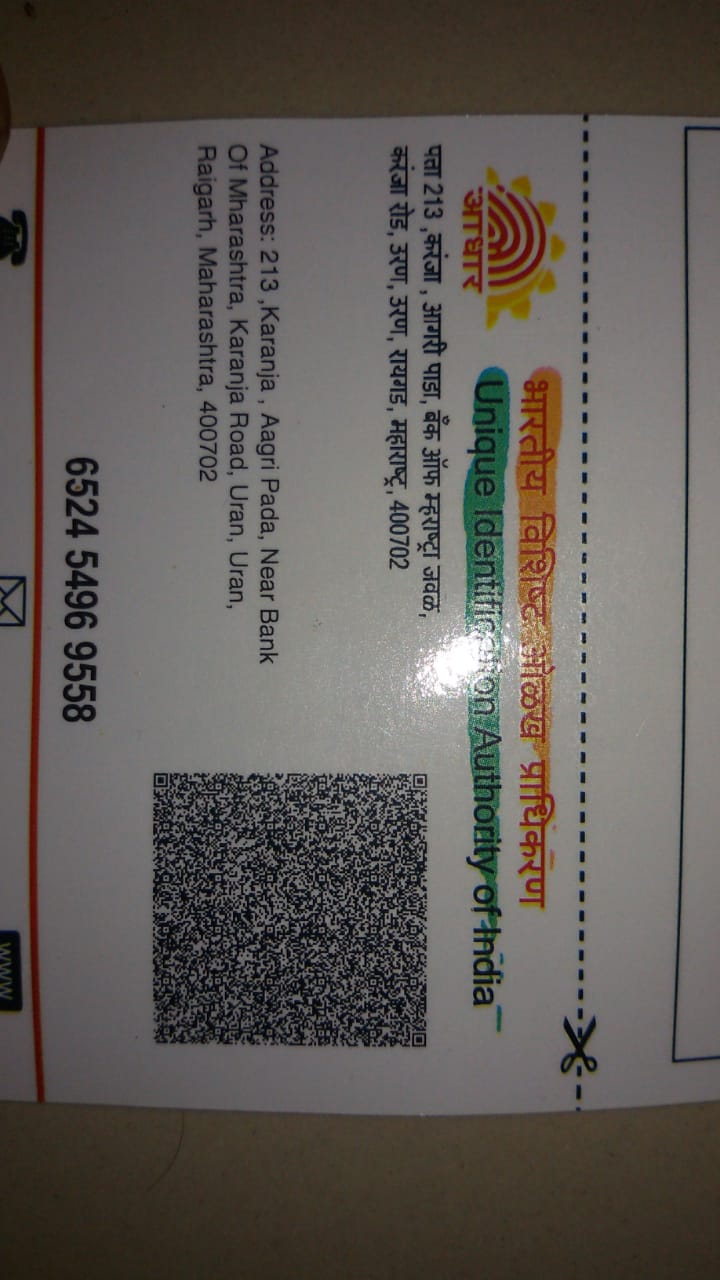 आधार
भारतीय विशिष्ट ओळख प्राधिकरण
Unique Identification Authority of India
पत्ता 213 ,करंजा , आगरी पाडा, बँक ऑफ म्हराष्ट्रा जवळ,
करंजा रोड, उरण, उरण, रायगड, महाराष्ट्र, 400702
Address: 213 ,Karanja , Aagri Pada, Near Bank
Of Mharashtra, Karanja Road, Uran, Uran,
Raigarh, Maharashtra, 400702
6524 5496 9558
www